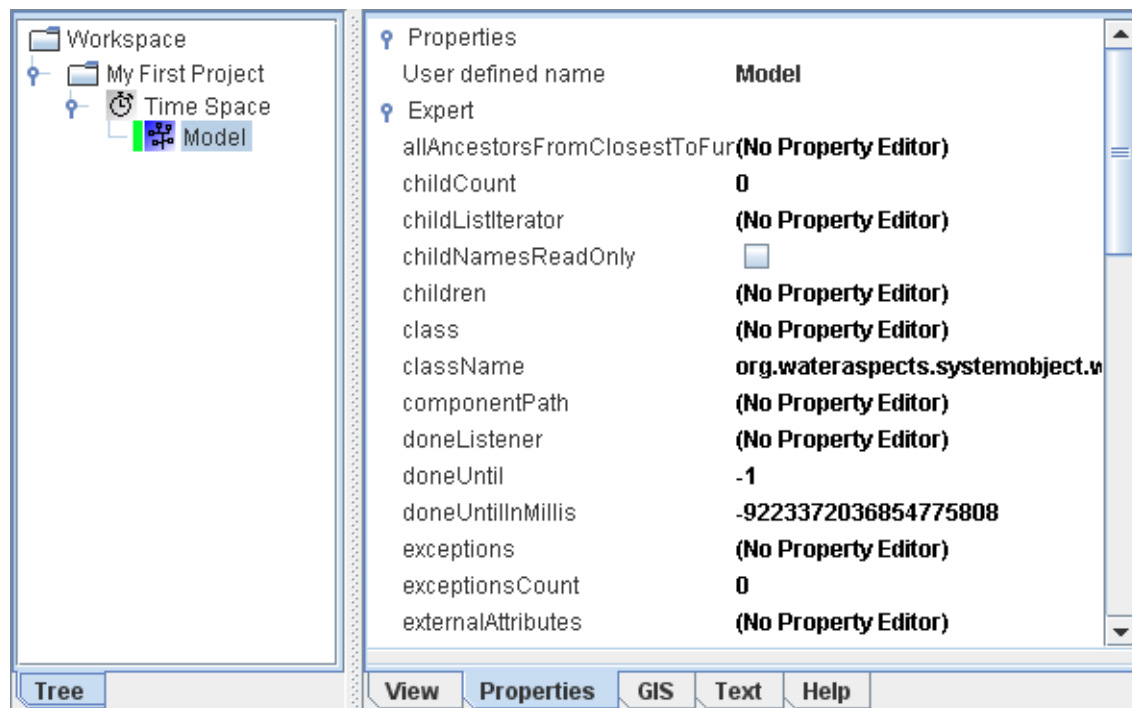 Workspace
My First Project
Time Space
Model
Tree
Properties
User defined name Model
Expert
allAncestorsFromClosestToFur (No Property Editor)
childCount 0
childListIterator (No Property Editor)
childNamesReadOnly
children (No Property Editor)
class (No Property Editor)
className org.wateraspects.systemobject.w
componentPath (No Property Editor)
doneListener (No Property Editor)
doneUntil -1
doneUntilInMillis -9223372036854775808
exceptions (No Property Editor)
exceptionsCount 0
externalAttributes (No Property Editor)
View Properties GIS Text Help